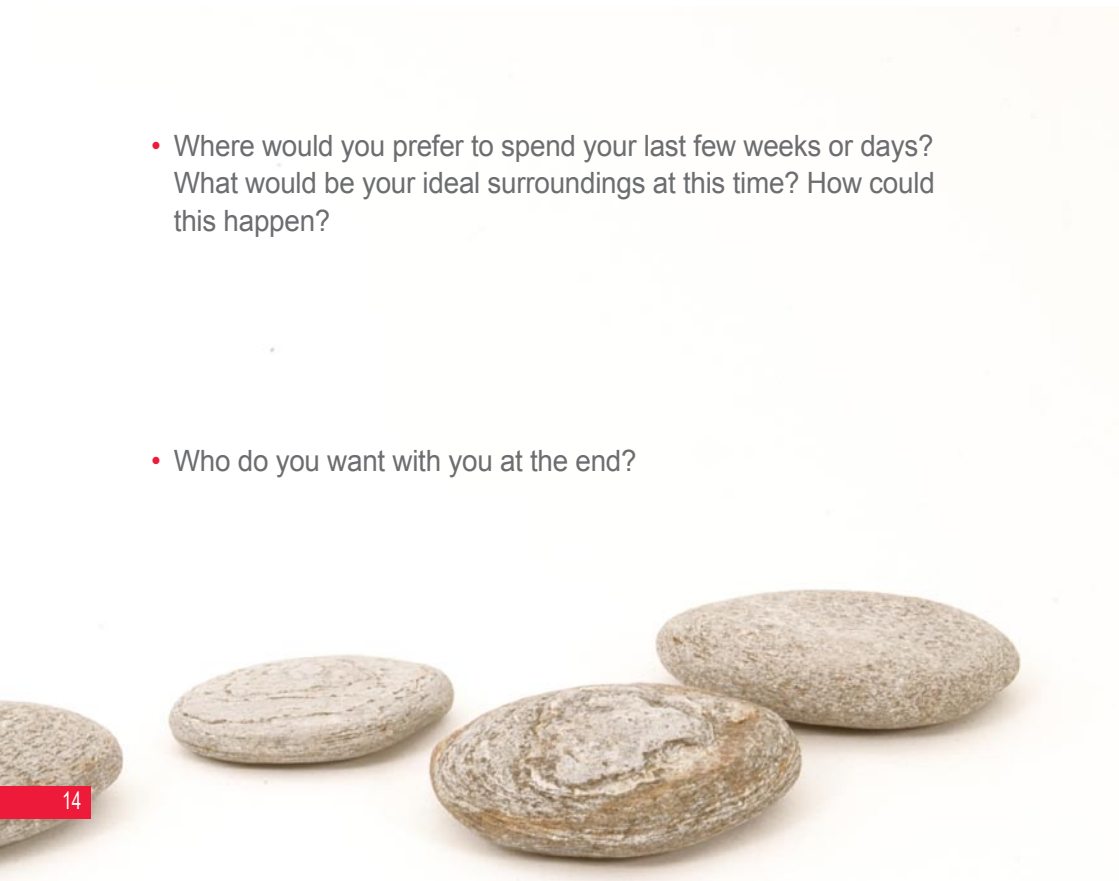 • Where would you prefer to spend your last few weeks or days?
What would be your ideal surroundings at this time? How could
this happen?
• Who do you want with you at the end?
14